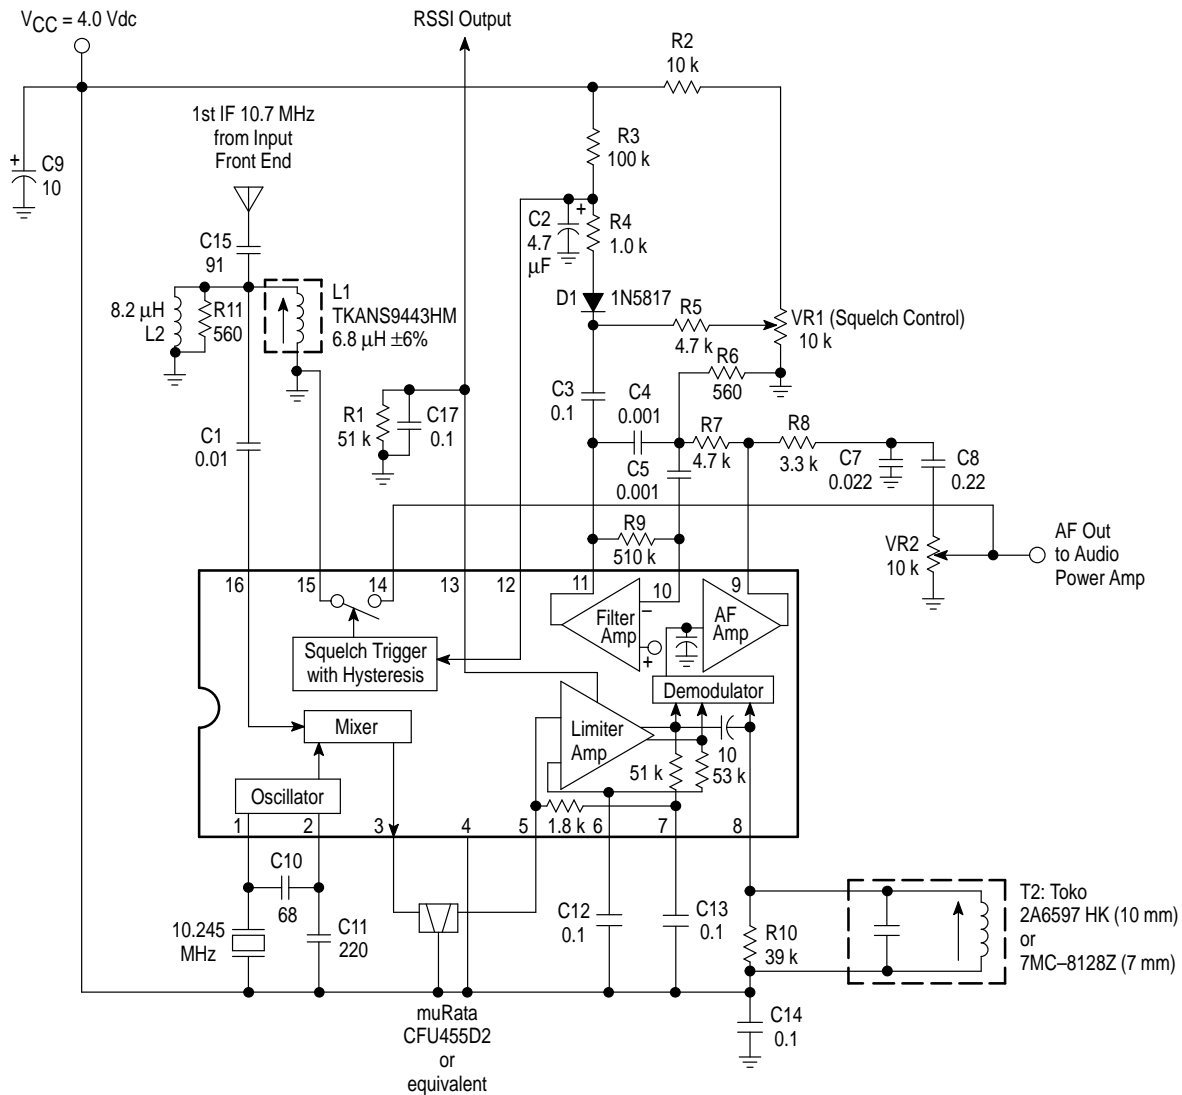 VCC = 4.0 Vdc
RSSI Output
R2
10 k
1st IF 10.7 MHz
from Input
Front End
+
C9
10
R3
100 k
C2
4.7
µF
+
R4
1.0 k
C15
91
8.2 µH
L2
R11
560
L1
TKANS9443HM
6.8 µH ±6%
D1
1N5817
R5
4.7 k
VR1 (Squelch Control)
10 k
R6
560
R1
51 k
C17
0.1
C3
0.1
C4
0.001
C1
0.01
C5
0.001
R7
4.7 k
R8
3.3 k
C7
0.022
C8
0.22
R9
510 k
VR2
10 k
AF Out
to Audio
Power Amp
16
15
14
13
12
11
10
9
Filter
Amp
–
+
AF
Amp
Squelch Trigger
with Hysteresis
Demodulator
Mixer
Limiter
Amp
10
51 k
53 k
Oscillator
1.8 k
1
2
3
4
5
6
7
8
C10
68
10.245
MHz
C11
220
C12
0.1
C13
0.1
R10
39 k
T2: Toko
2A6597 HK (10 mm)
or
7MC–8128Z (7 mm)
muRata
CFU455D2
or
equivalent
C14
0.1